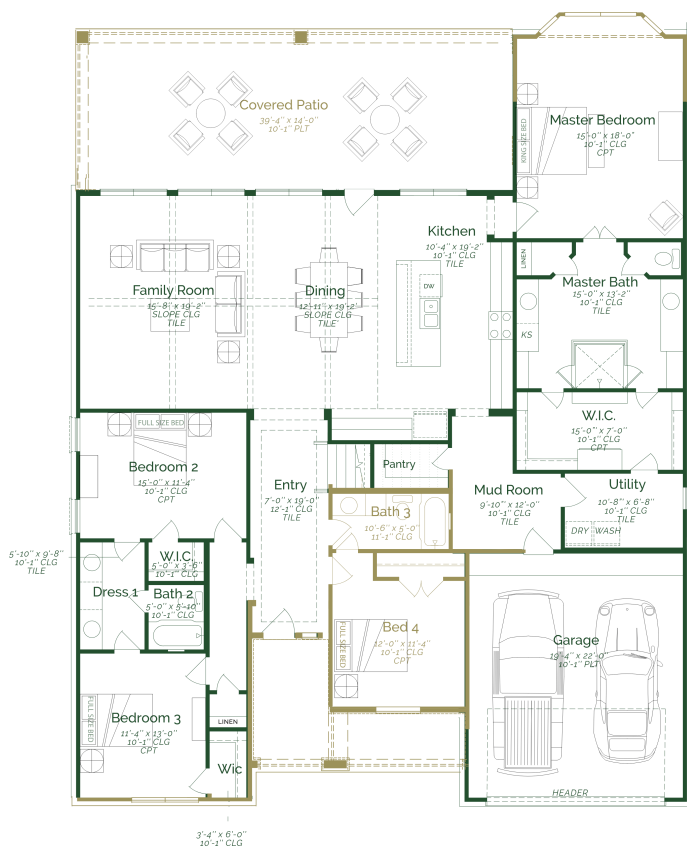 Covered Patio
39'-4" x 14'-0"
10'-1" PLT
KING SIZE BED
Master Bedroom
15'-0" x 18'-0"
10'-1" CLG
CPT
Kitchen
10'-4" x 19'-2"
10'-1" CLG
TILE
LINEN
Family Room
15'-8" x 19'-2"
SLOPE CLG
TILE
Dining
12'-11" x 19'-2"
SLOPE CLG
TILE
DW
Master Bath
15'-0" x 13'-2"
10'-1" CLG
TILE
KS
W.I.C.
15'-0" x 7'-0"
10'-1" CLG
CPT
FULL SIZE BED
Bedroom 2
15'-0" x 11'-4"
10'-1" CLG
CPT
Entry
7'-0" x 19'-0"
12'-1" CLG
TILE
Pantry
Bath 3
10'-6" x 5'-0"
11'-1" CLG
Mud Room
9'-10" x 12'-0"
10'-1" CLG
TILE
Utility
10'-8" x 6'-8"
10'-1" CLG
TILE
DRY WASH
5'-10" x 9'-8"
10'-1" CLG
TILE
W.I.C
5'-0" x 3'-6"
10'-1" CLG
Dress 1
Bath 2
5'-0" x 5'-10"
10'-1" CLG
FULL SIZE BED
Bed 4
12'-0" x 11'-4"
10'-1" CLG
CPT
Garage
19'-4" x 22'-0"
10'-1" PLT
FULL SIZE BED
Bedroom 3
11'-4" x 13'-0"
10'-1" CLG
CPT
LINEN
Wic
HEADER
3'-4" x 6'-0"
10'-1" CLG